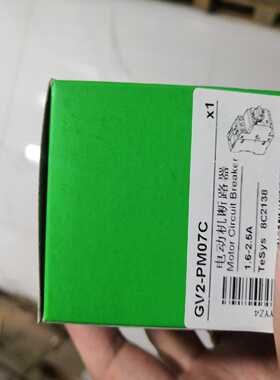 x1
电动机断路器
Motor Circuit Breaker
GV2-PM07C
1.6-2.5A
TeSys 8C2138